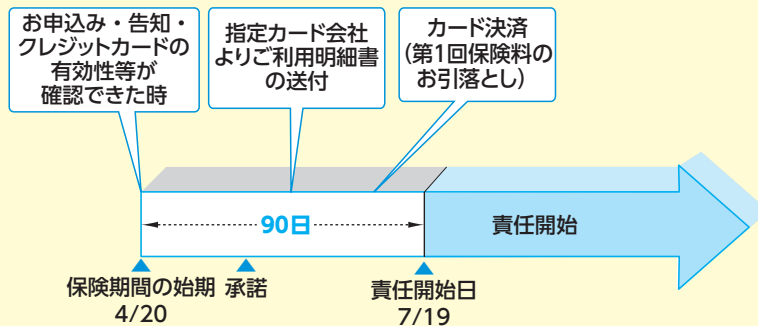 お申込み・告知・
クレジットカードの
有効性等が
確認できた時
指定カード会社
よりご利用明細書
の送付
カード決済
（第1回保険料の
お引落とし）
90日
責任開始
保険期間の始期
4/20
承諾
責任開始日
7/19